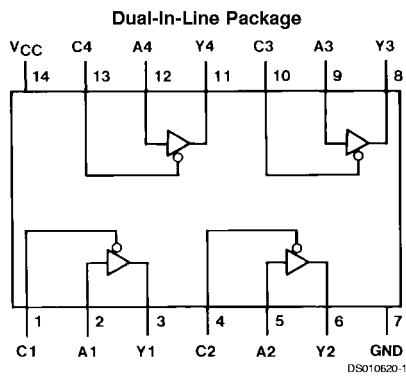 Dual-In-Line Package
VCC C4 A4 Y4 C3 A3 Y3
14 13 12 11 10 9 8
1 2 3 4 5 6 7
C1 A1 Y1 C2 A2 Y2 GND
DS010620-1